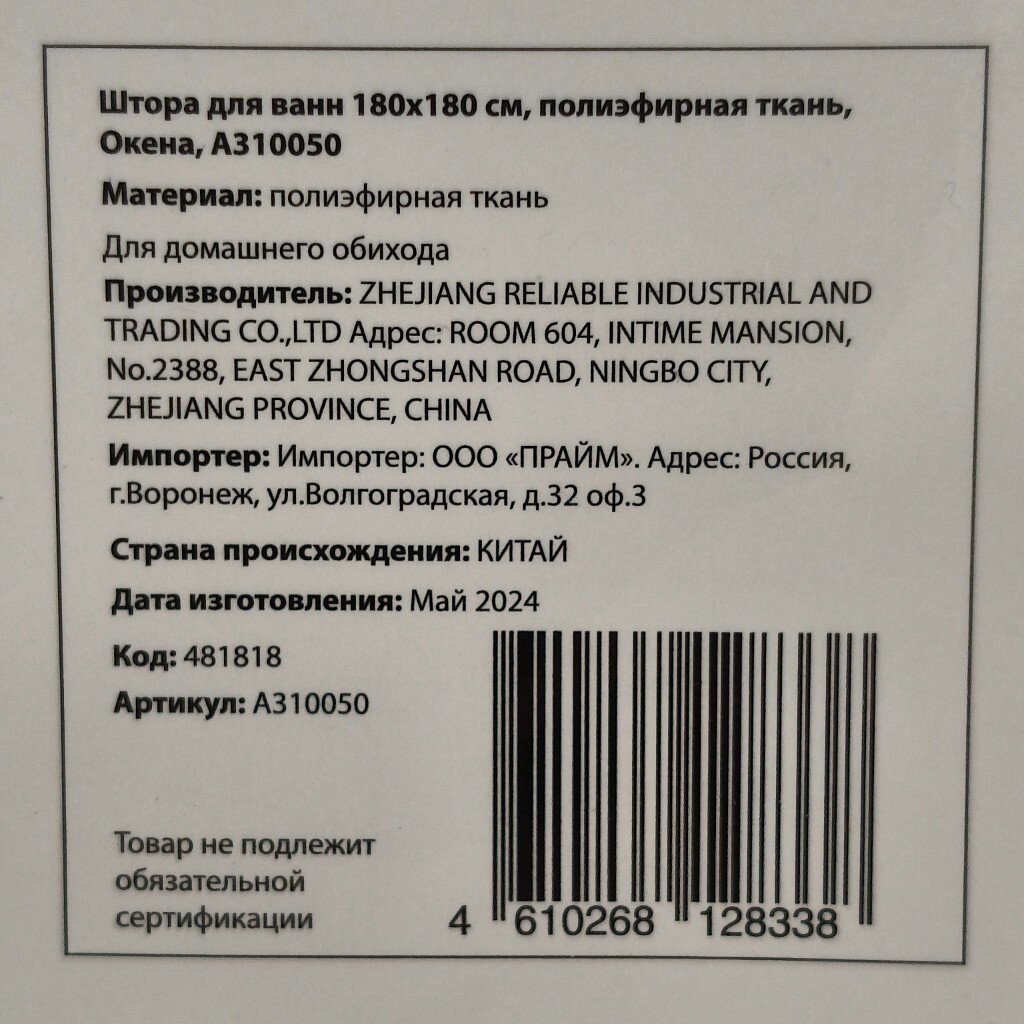 Штора для ванн 180х180 см, полиэфирная ткань,
Окена, А310050
Материал: полиэфирная ткань
Для домашнего обихода
Производитель: ZHEJIANG RELIABLE INDUSTRIAL AND
TRADING CO.,LTD Адрес: ROOM 604, INTIME MANSION,
No.2388, EAST ZHONGSHAN ROAD, NINGBO CITY,
ZHEJIANG PROVINCE, CHINA
Импортер: Импортер: ООО «ПРАЙМ». Адрес: Россия,
г.Воронеж, ул.Волгоградская, д.32 оф.3
Страна происхождения: КИТАЙ
Дата изготовления: Май 2024
Код: 481818
Артикул: А310050
Товар не подлежит
обязательной
сертификации
4 610268 128338